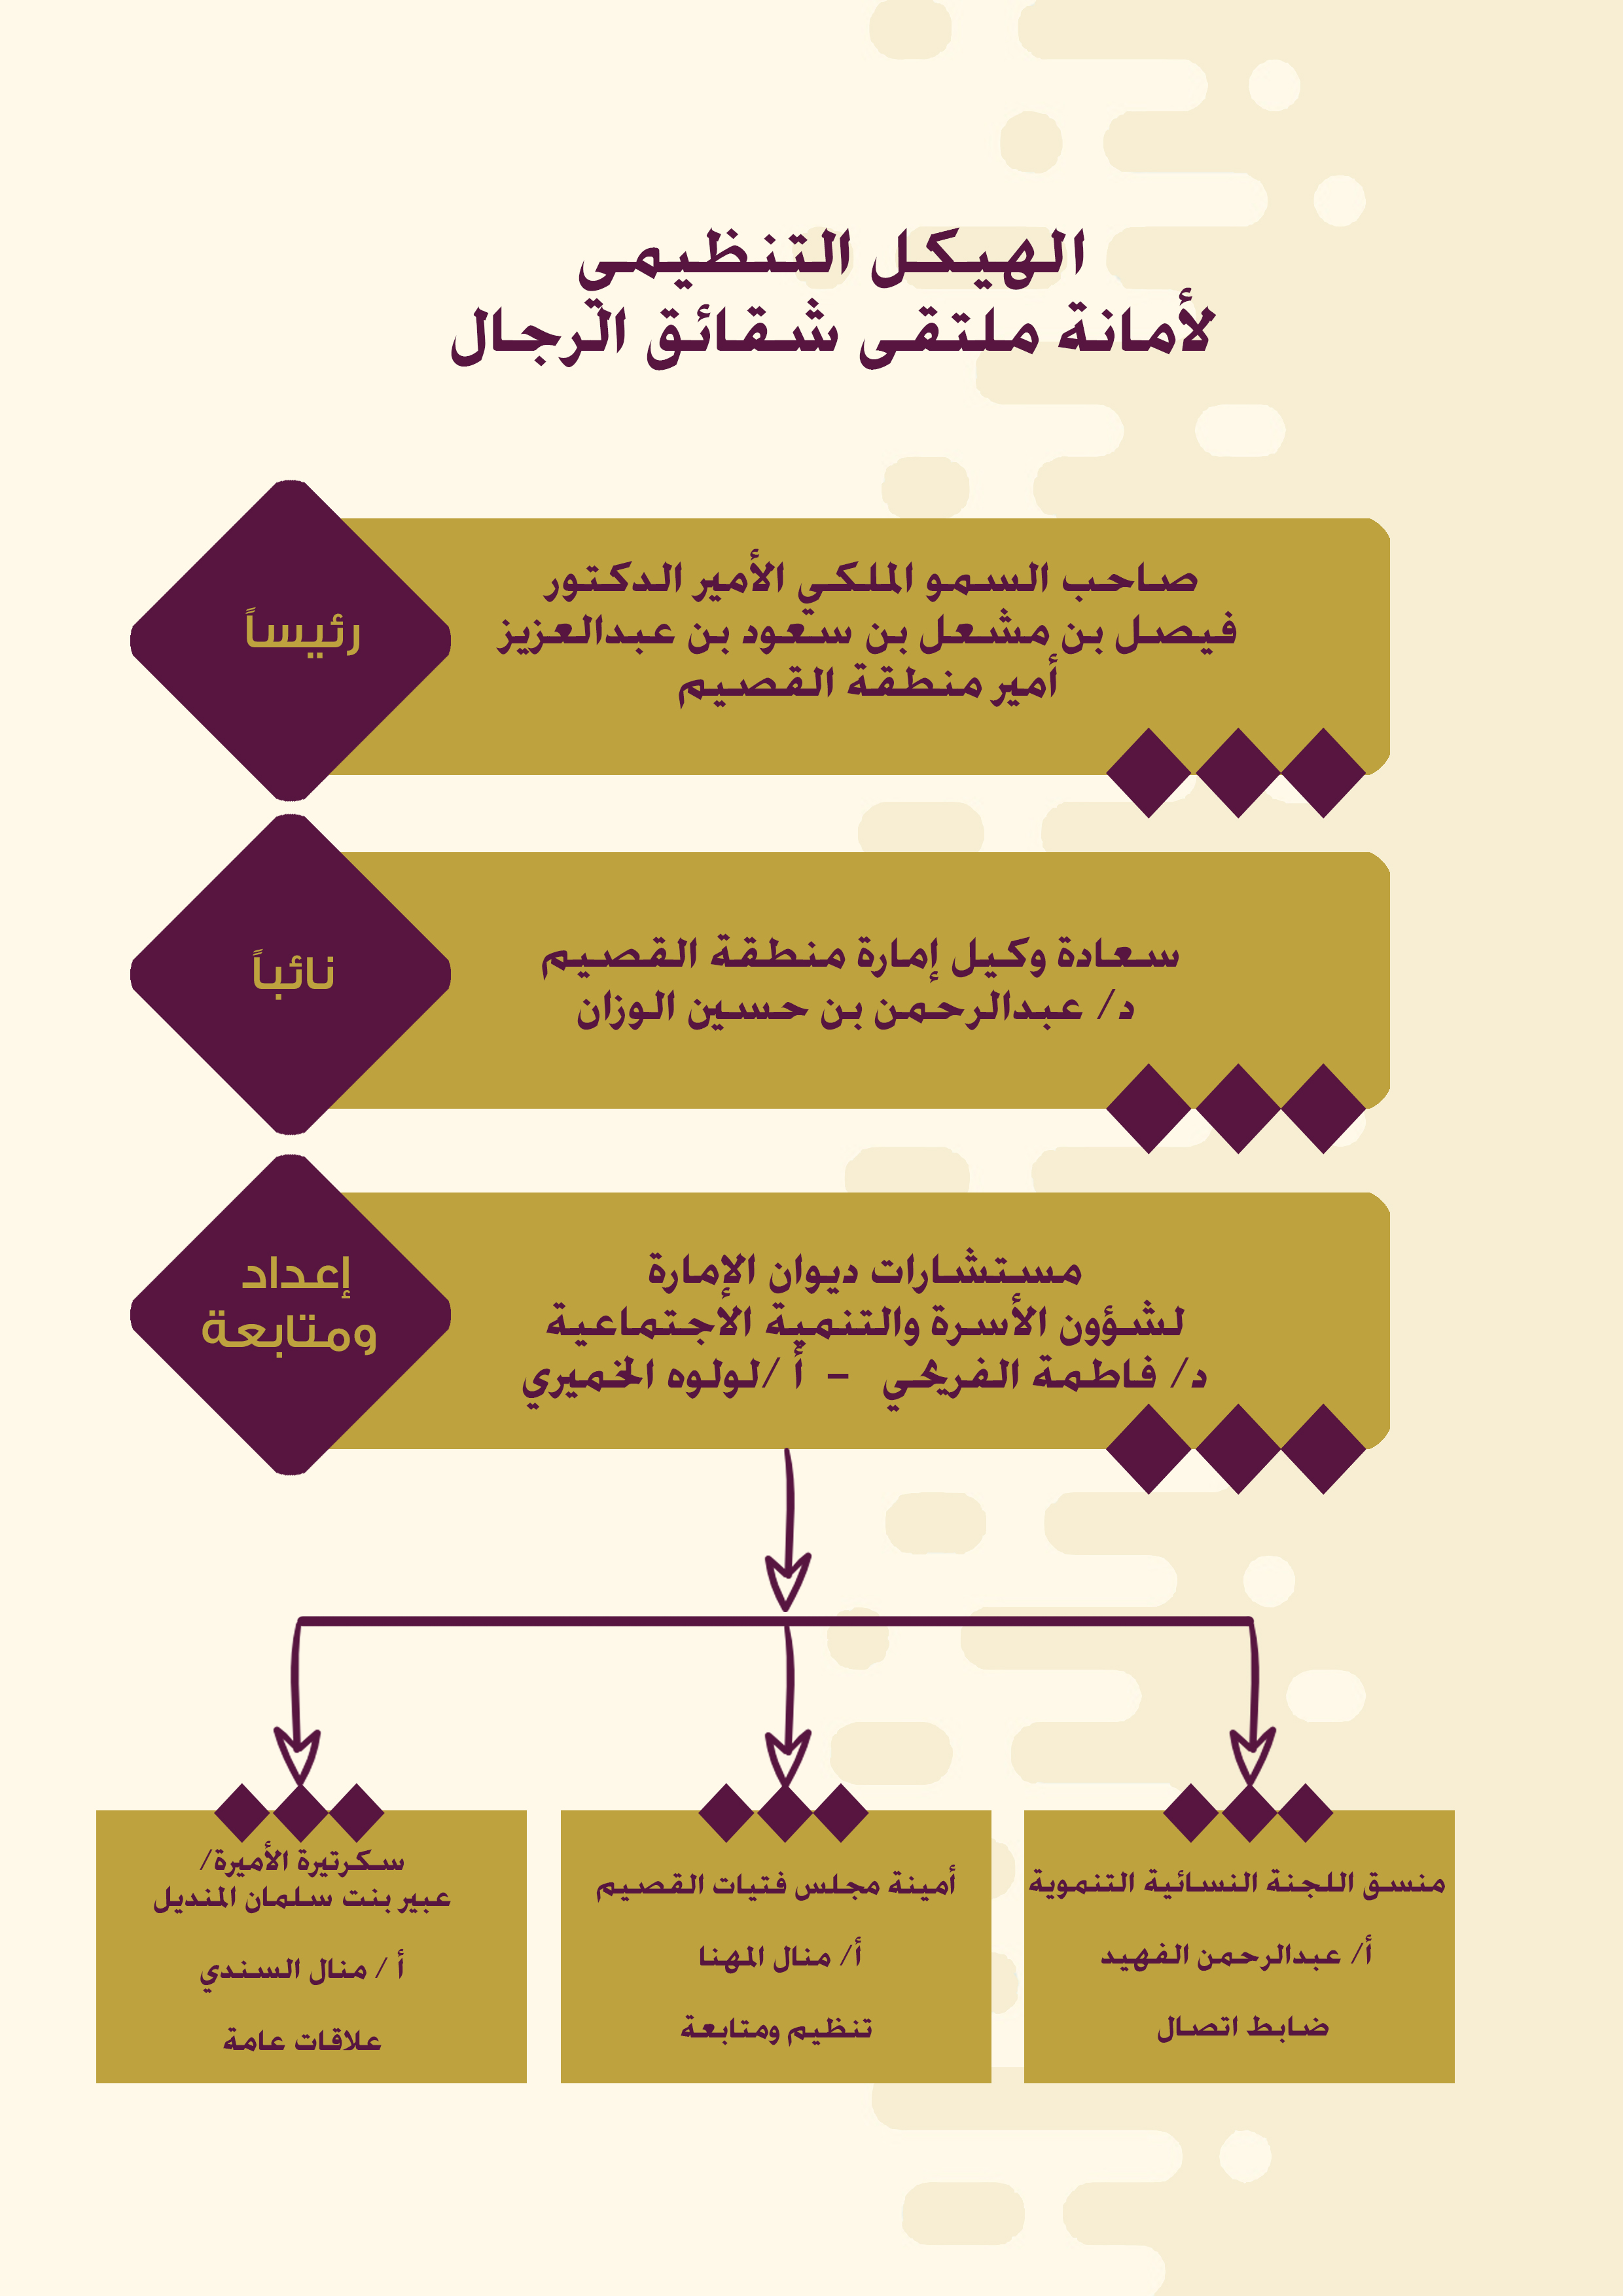 الهيكل التنظيمي
لأمانة ملتقى شقائق الرجال
رئيساً
صاحب السمو الملكي الأمير الدكتور
فيصل بن مشعل بن سعود بن عبدالعزيز
أمير منطقة القصيم
نائباً
سعادة وكيل إمارة منطقة القصيم
د/ عبدالرحمن بن حسين الوزان
إعداد
ومتابعة
مستشارات ديوان الإمارة
لشؤون الأسرة والتنمية الاجتماعية
د/ فاطمة الفريحي - أ /لولوه الخميري
منسق اللجنة النسائية التنموية
أ/ عبدالرحمن الفهيد
ضابط اتصال
أمينة مجلس فتيات القصيم
أ/ منال المهنا
تنظيم ومتابعة
سكرتيرة الأميرة/
عبير بنت سلمان المنديل
أ / منال السندي
علاقات عامة